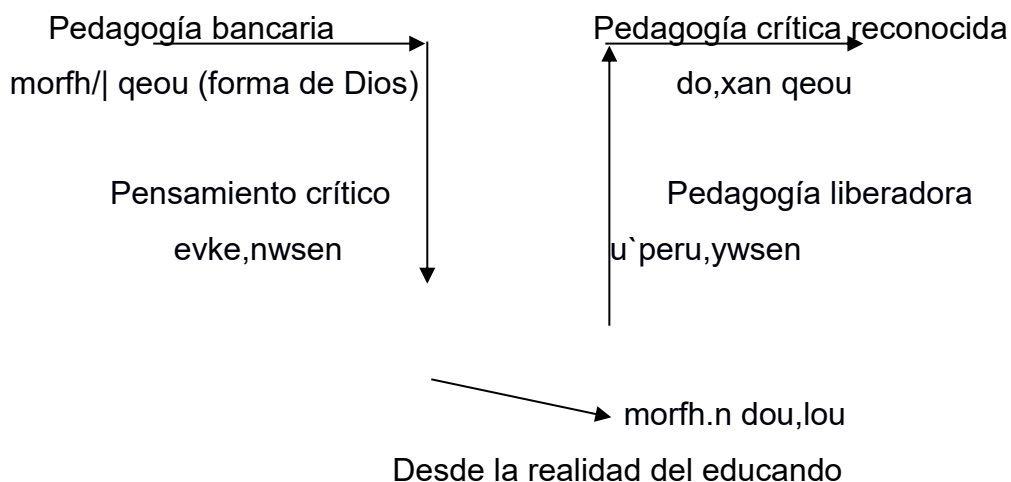 Pedagogía bancaria Pedagogía crítica reconocida
morfh/| qeou (forma de Dios) do,xan qeou
Pensamiento crítico Pedagogía liberadora
evke,nwsen u`peru,ywsen
morfh.n dou,lou
Desde la realidad del educando